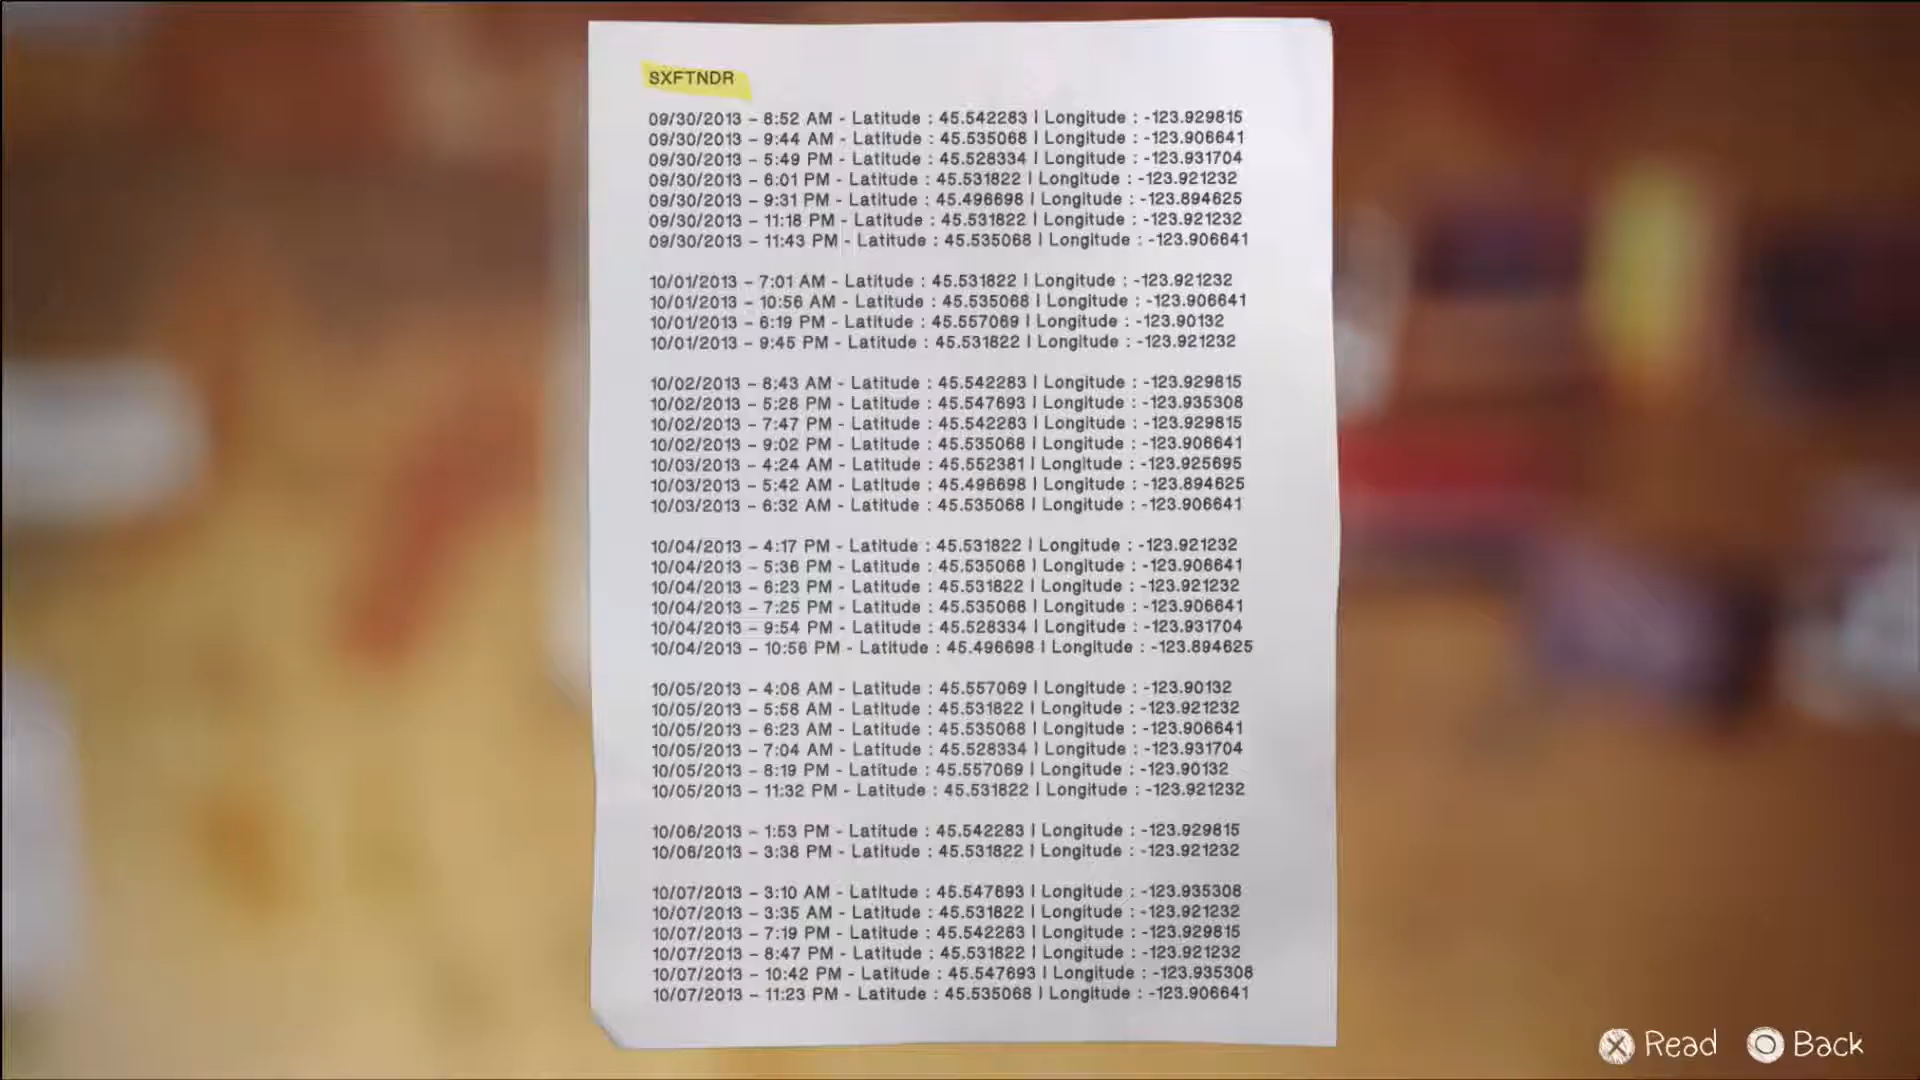 SXFTNDR
09/30/2013 – 8:52 AM - Latitude : 45.542283 | Longitude : -123.929815
09/30/2013 – 9:44 AM - Latitude : 45.535068 | Longitude : -123.906641
09/30/2013 – 5:49 PM - Latitude : 45.528334 | Longitude : -123.931704
09/30/2013 – 6:01 PM - Latitude : 45.531822 | Longitude : -123.921232
09/30/2013 – 9:31 PM - Latitude : 45.496698 | Longitude : -123.894625
09/30/2013 – 11:18 PM - Latitude : 45.531822 | Longitude : -123.921232
09/30/2013 – 11:43 PM - Latitude : 45.535068 | Longitude : -123.906641
10/01/2013 – 7:01 AM - Latitude : 45.531822 | Longitude : -123.921232
10/01/2013 – 10:56 AM - Latitude : 45.535068 | Longitude : -123.906641
10/01/2013 – 6:19 PM - Latitude : 45.557069 | Longitude : -123.90132
10/01/2013 – 9:45 PM - Latitude : 45.531822 | Longitude : -123.921232
10/02/2013 – 8:43 AM - Latitude : 45.542283 | Longitude : -123.929815
10/02/2013 – 5:28 PM - Latitude : 45.547693 | Longitude : -123.935308
10/02/2013 – 7:47 PM - Latitude : 45.542283 | Longitude : -123.929815
10/02/2013 – 9:02 PM - Latitude : 45.535068 | Longitude : -123.906641
10/03/2013 – 4:24 AM - Latitude : 45.552381 | Longitude : -123.925695
10/03/2013 – 5:42 AM - Latitude : 45.496698 | Longitude : -123.894625
10/03/2013 – 6:32 AM - Latitude : 45.535068 | Longitude : -123.906641
10/04/2013 – 4:17 PM - Latitude : 45.531822 | Longitude : -123.921232
10/04/2013 – 5:36 PM - Latitude : 45.535068 | Longitude : -123.906641
10/04/2013 – 6:23 PM - Latitude : 45.531822 | Longitude : -123.921232
10/04/2013 – 7:25 PM - Latitude : 45.535068 | Longitude : -123.906641
10/04/2013 – 9:54 PM - Latitude : 45.528334 | Longitude : -123.931704
10/04/2013 – 10:56 PM - Latitude : 45.496698 | Longitude : -123.894625
10/05/2013 – 4:08 AM - Latitude : 45.557069 | Longitude : -123.90132
10/05/2013 – 5:58 AM - Latitude : 45.531822 | Longitude : -123.921232
10/05/2013 – 6:23 AM - Latitude : 45.535068 | Longitude : -123.906641
10/05/2013 – 7:04 AM - Latitude : 45.528334 | Longitude : -123.931704
10/05/2013 – 8:19 PM - Latitude : 45.557069 | Longitude : -123.90132
10/05/2013 – 11:32 PM - Latitude : 45.531822 | Longitude : -123.921232
10/06/2013 – 1:53 PM - Latitude : 45.542283 | Longitude : -123.929815
10/06/2013 – 3:38 PM - Latitude : 45.531822 | Longitude : -123.921232
10/07/2013 – 3:10 AM - Latitude : 45.547693 | Longitude : -123.935308
10/07/2013 – 3:35 AM - Latitude : 45.531822 | Longitude : -123.921232
10/07/2013 – 7:19 PM - Latitude : 45.542283 | Longitude : -123.929815
10/07/2013 – 8:47 PM - Latitude : 45.531822 | Longitude : -123.921232
10/07/2013 – 10:42 PM - Latitude : 45.547693 | Longitude : -123.935308
10/07/2013 – 11:23 PM - Latitude : 45.535068 | Longitude : -123.906641
Read Back